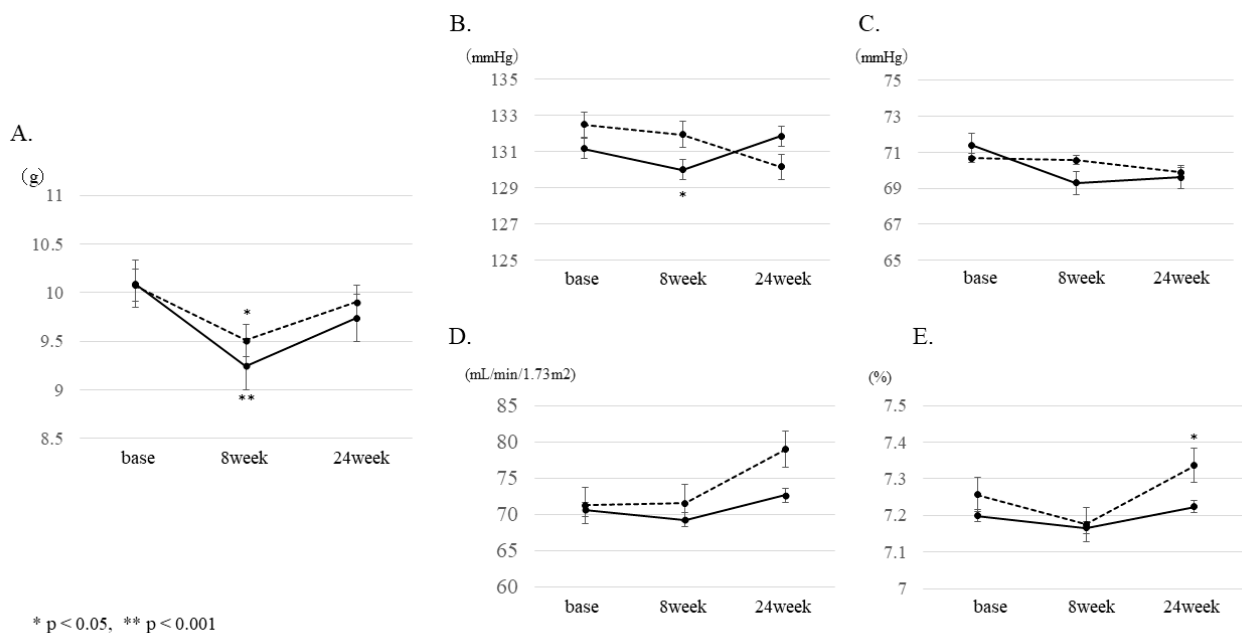 A.
(g)
11
10.5
10
9.5
9
8.5
*
**
base 8week 24week
B.
(mmHg)
135
133
131
129
127
125
*
base 8week 24week
C.
(mmHg)
75
73
71
69
67
65
base 8week 24week
D.
(mL/min/1.73m2)
85
80
75
70
65
60
base 8week 24week
E.
(%)
7.5
7.4
7.3
7.2
7.1
7
*
base 8week 24week
* p < 0.05, ** p < 0.001